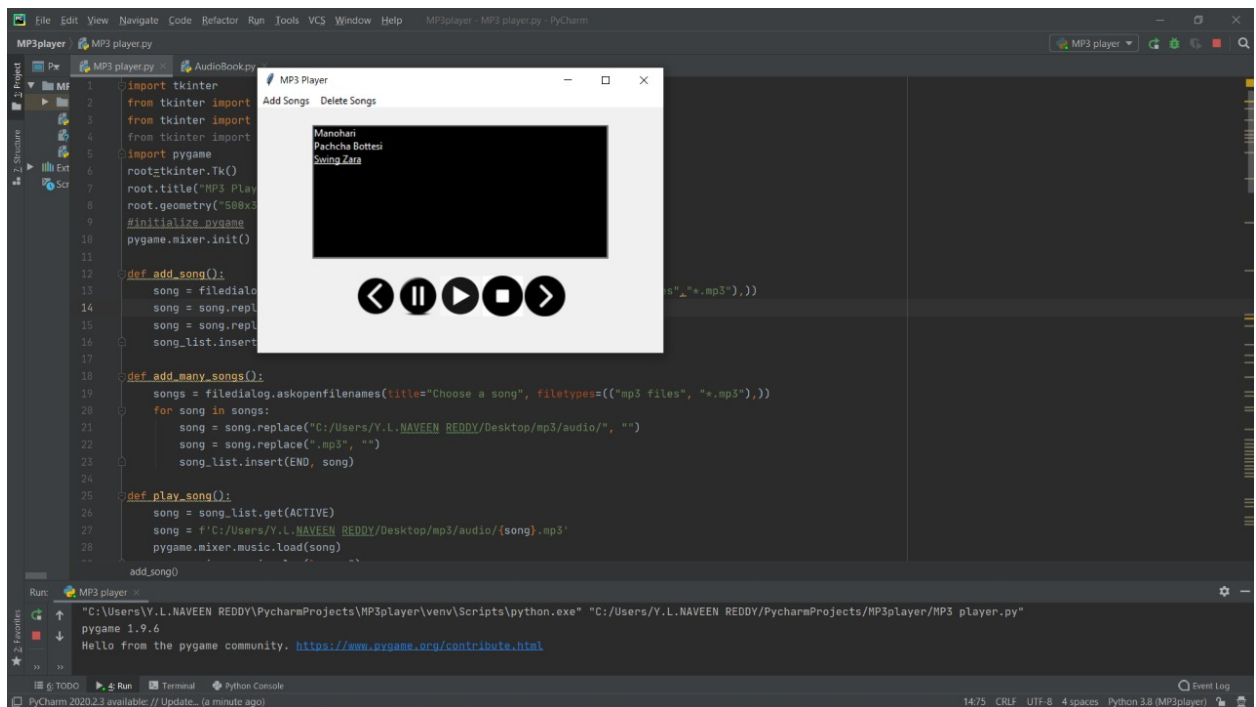 File Edit View Navigate Code Refactor Run Tools VCS Window Help MP3player - MP3 player.py - PyCharm
MP3player MP3 player.py MP3 player
MP3 player.py AudioBook.py
1: Project
Z: Structure
2: Favorites
MP3 Player
Add Songs Delete Songs
Manohari
Pachcha Bottesi
Swing Zara
1 import tkinter
2 from tkinter import
3 from tkinter import
4 from tkinter import
5 import pygame
6 root=tkinter.Tk()
7 root.title("MP3 Play
8 root.geometry("500x3
9 #initialize pygame
10 pygame.mixer.init()
11
12 def add_song():
13 song = filedialo s","*.mp3"),))
14 song = song.repl
15 song = song.repl
16 song_list.insert
17
18 def add_many_songs():
19 songs = filedialog.askopenfilenames(title="Choose a song", filetypes=(("mp3 files", "*.mp3"),))
20 for song in songs:
21 song = song.replace("C:/Users/Y.L.NAVEEN REDDY/Desktop/mp3/audio/", "")
22 song = song.replace(".mp3", "")
23 song_list.insert(END, song)
24
25 def play_song():
26 song = song_list.get(ACTIVE)
27 song = f'C:/Users/Y.L.NAVEEN REDDY/Desktop/mp3/audio/{song}.mp3'
28 pygame.mixer.music.load(song)
add_song()
Run: MP3 player
"C:\Users\Y.L.NAVEEN REDDY\PycharmProjects\MP3player\venv\Scripts\python.exe" "C:/Users/Y.L.NAVEEN REDDY/PycharmProjects/MP3player/MP3 player.py"
pygame 1.9.6
Hello from the pygame community. https://www.pygame.org/contribute.html
6: TODO 4: Run Terminal Python Console Event Log
PyCharm 2020.2.3 available: // Update... (a minute ago) 14:75 CRLF UTF-8 4 spaces Python 3.8 (MP3player)